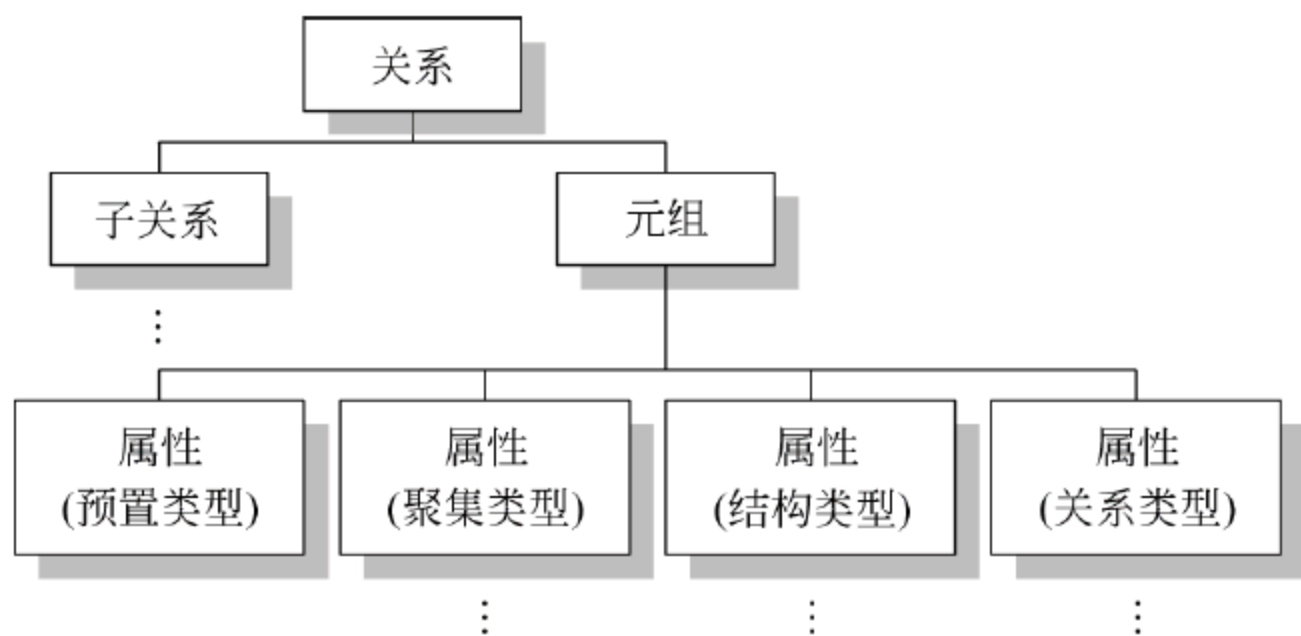 关系
子关系
元组
属性
(预置类型)
属性
(聚集类型)
属性
(结构类型)
属性
(关系类型)